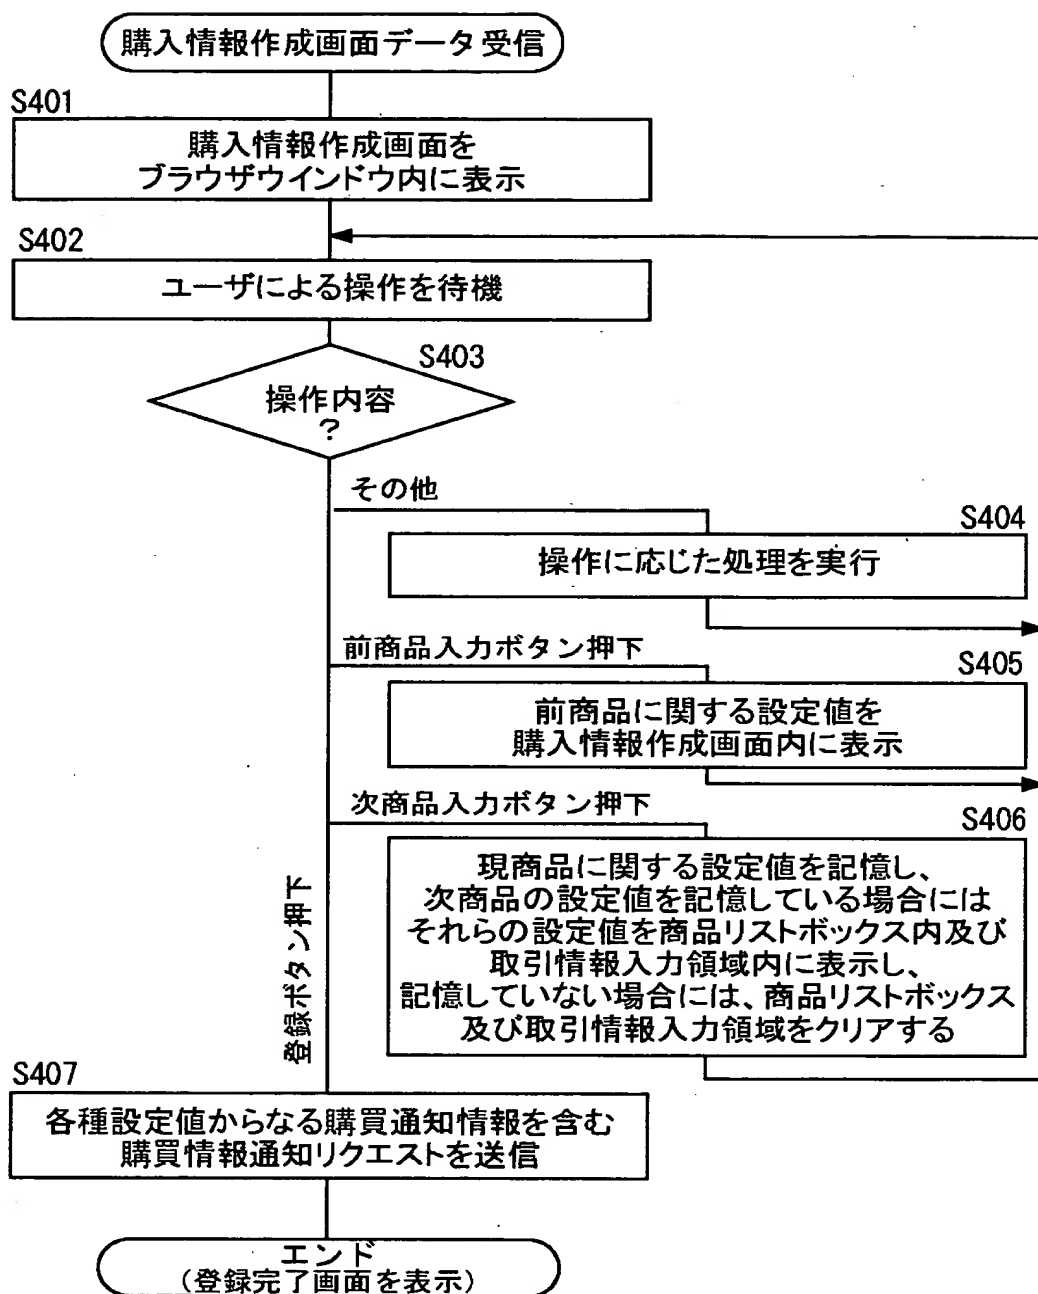 購入情報作成画面データ受信
S401
購入情報作成画面を
ブラウザウインドウ内に表示
S402
ユーザによる操作を待機
S403
操作内容
?
その他
S404
操作に応じた処理を実行
前商品入力ボタン押下
S405
前商品に関する設定値を
購入情報作成画面内に表示
次商品入力ボタン押下
S406
現商品に関する設定値を記憶し、
次商品の設定値を記憶している場合には
それらの設定値を商品リストボックス内及び
取引情報入力領域内に表示し、
記憶していない場合には、商品リストボックス
及び取引情報入力領域をクリアする
登録ボタン押下
S407
各種設定値からなる購買通知情報を含む
購買情報通知リクエストを送信
エンド
(登録完了画面を表示)